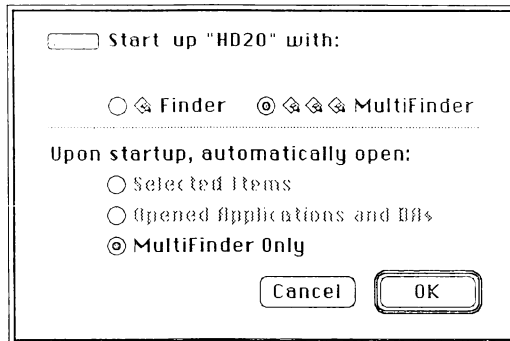 Start up "HD20" with:
Finder MultiFinder
Upon startup, automatically open:
Selected Items
Opened Applications and DAs
MultiFinder Only
Cancel OK